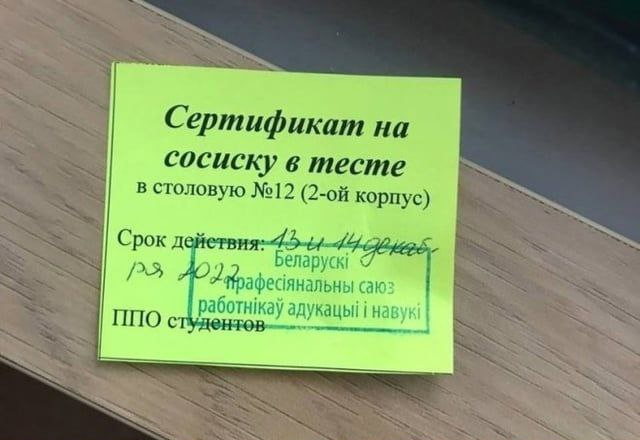 Сертификат на
сосиску в тесте
в столовую №12 (2-ой корпус)
Срок действия: 13 и 14 декаб
ря 2022
Беларускі
прафесіянальны саюз
работнікаў адукацыі і навукі
ППО студентов